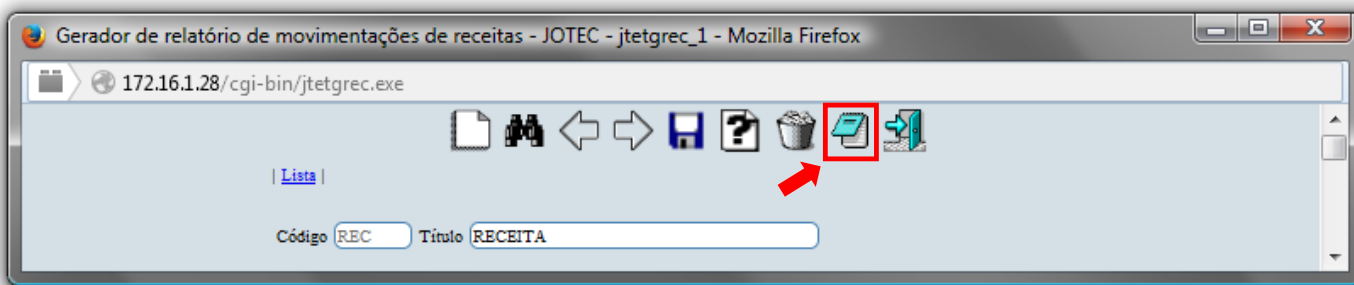 Gerador de relatório de movimentações de receitas - JOTEC - jtetgrec_1 - Mozilla Firefox
172.16.1.28/cgi-bin/jtetgrec.exe
| Lista |
Código REC Título RECEITA